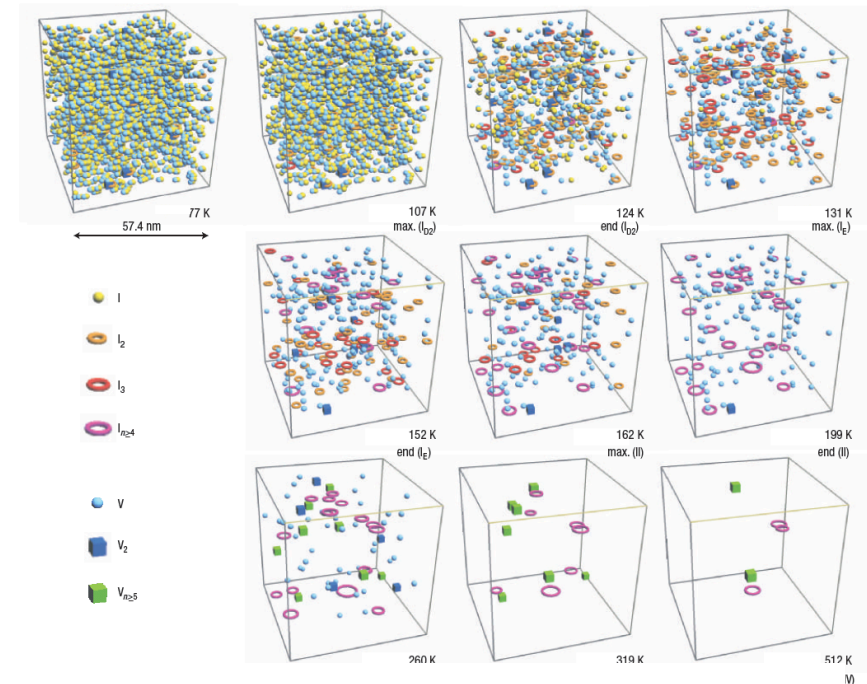 77 K
107 K
max. (I_D2)
124 K
end (I_D2)
131 K
max. (I_E)
57.4 nm
I
I₂
I₃
Iₙ≥₄
V
V₂
Vₙ≥₅
152 K
end (I_E)
162 K
max. (II)
199 K
end (II)
260 K
319 K
512 K
IV)